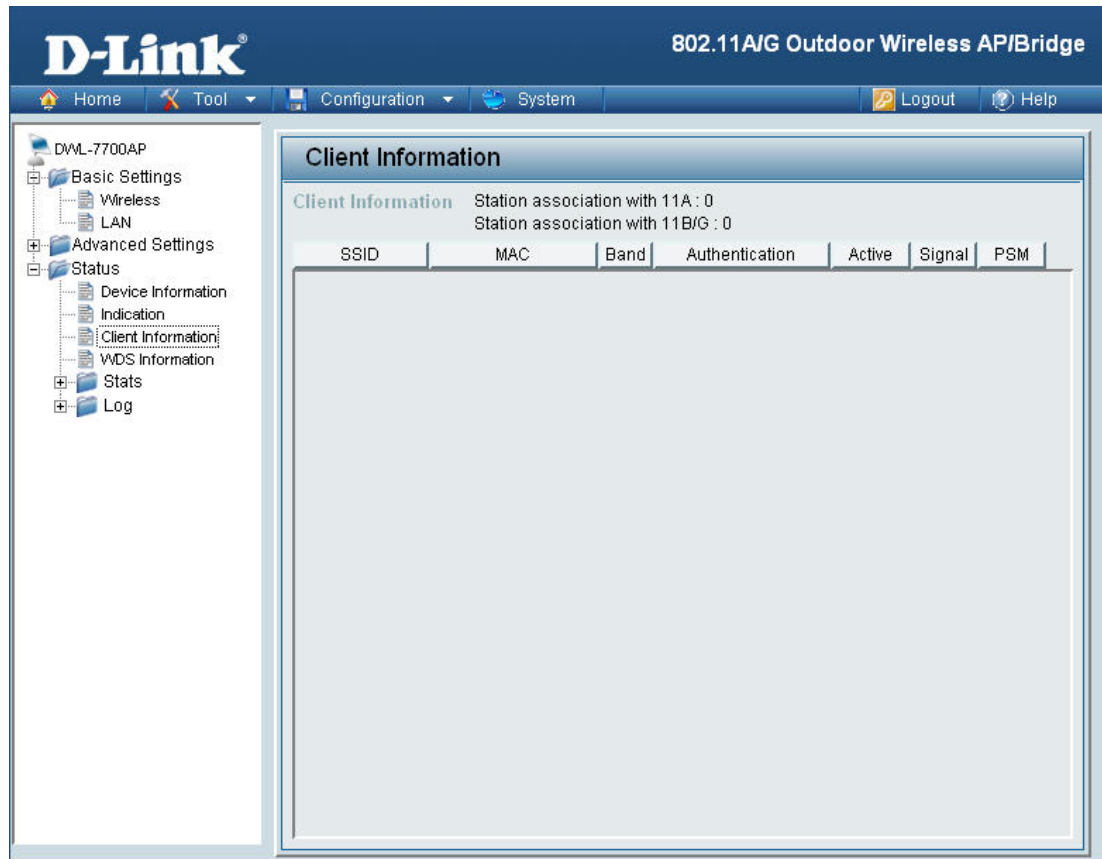 D-Link®
802.11A/G Outdoor Wireless AP/Bridge
Home Tool Configuration System Logout Help
DWL-7700AP
Basic Settings
Wireless
LAN
Advanced Settings
Status
Device Information
Indication
Client Information
WDS Information
Stats
Log
Client Information
Client Information Station association with 11A : 0
Station association with 11B/G : 0
SSID MAC Band Authentication Active Signal PSM